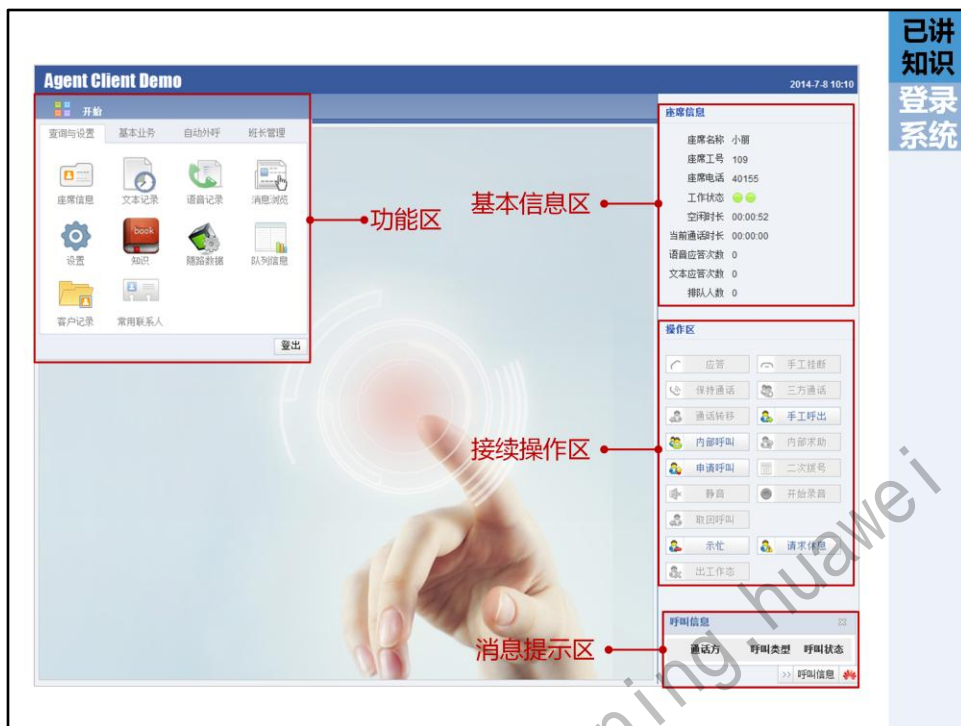 已讲
知识
登录
系统
Agent Client Demo
2014-7-8 10:10
开始
查询与设置 基本业务 自动外呼 班长管理
座席信息 文本记录 语音记录 消息浏览
book
设置 知识 随路数据 队列信息
客户记录 常用联系人
登出
功能区
基本信息区
座席信息
座席名称 小丽
座席工号 109
座席电话 40155
工作状态
空闲时长 00:00:52
当前通话时长 00:00:00
语音应答次数 0
文本应答次数 0
排队人数 0
接续操作区
操作区
应答 手工挂断
保持通话 三方通话
通话转移 手工呼出
内部呼叫 内部求助
申请呼叫 二次拨号
静音 开始录音
取回呼叫
示忙 请求休息
出工作态
消息提示区
呼叫信息
通话方 呼叫类型 呼叫状态
>> 呼叫信息
ning.huawei